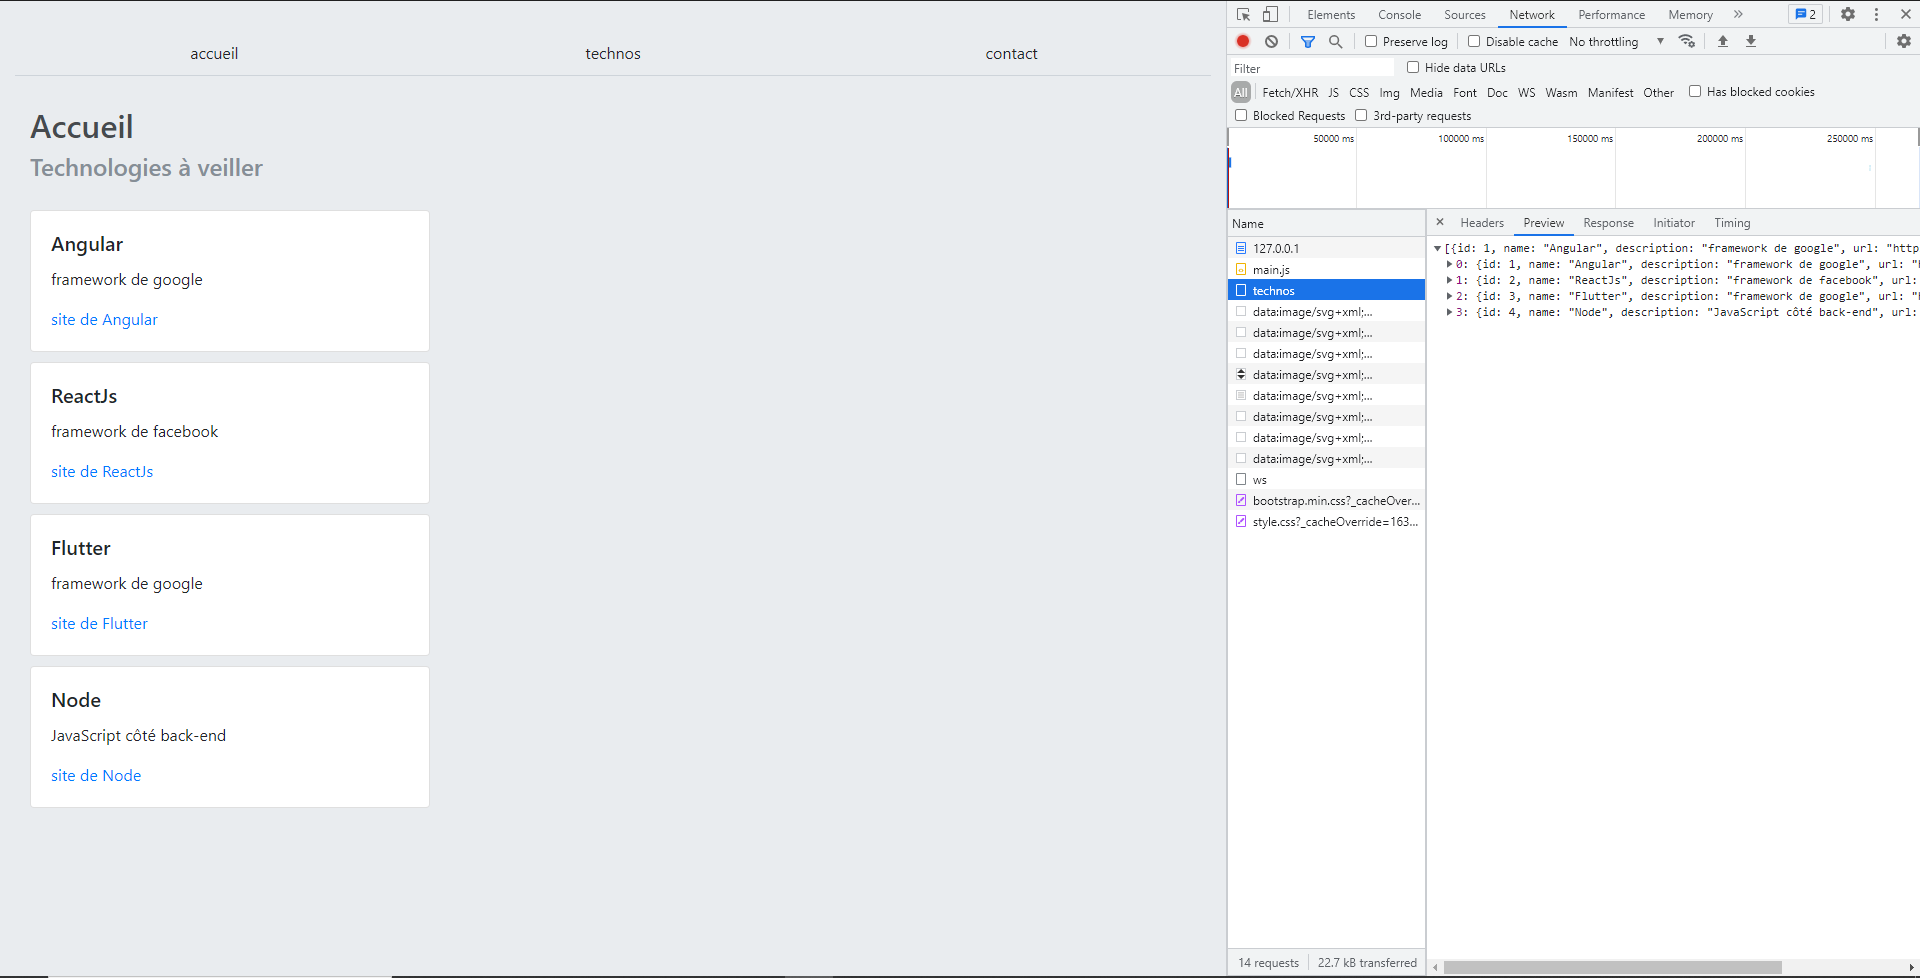 accueil technos contact
Accueil
Technologies à veiller
Angular
framework de google
site de Angular
ReactJs
framework de facebook
site de ReactJs
Flutter
framework de google
site de Flutter
Node
JavaScript côté back-end
site de Node
Elements Console Sources Network Performance Memory » 2
Preserve log Disable cache No throttling
Filter Hide data URLs
All Fetch/XHR JS CSS Img Media Font Doc WS Wasm Manifest Other Has blocked cookies
Blocked Requests 3rd-party requests
50000 ms 100000 ms 150000 ms 200000 ms 250000 ms
Name
127.0.0.1
main.js
technos
data:image/svg+xml;...
data:image/svg+xml;...
data:image/svg+xml;...
data:image/svg+xml;...
data:image/svg+xml;...
data:image/svg+xml;...
data:image/svg+xml;...
data:image/svg+xml;...
ws
bootstrap.min.css?_cacheOver...
style.css?_cacheOverride=163...
14 requests 22.7 kB transferred
Headers Preview Response Initiator Timing
[{id: 1, name: "Angular", description: "framework de google", url: "http
0: {id: 1, name: "Angular", description: "framework de google", url: "h
1: {id: 2, name: "ReactJs", description: "framework de facebook", url:
2: {id: 3, name: "Flutter", description: "framework de google", url: "h
3: {id: 4, name: "Node", description: "JavaScript côté back-end", url: